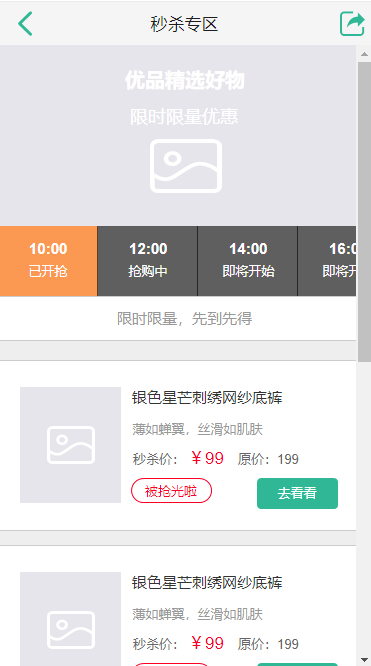 秒杀专区
优品精选好物
限时限量优惠
10:00 12:00 14:00 16:0
已开抢 抢购中 即将开始 即将开
限时限量，先到先得
银色星芒刺绣网纱底裤
薄如蝉翼，丝滑如肌肤
秒杀价： ￥99 原价：199
被抢光啦 去看看
银色星芒刺绣网纱底裤
薄如蝉翼，丝滑如肌肤
秒杀价： ￥99 原价：199